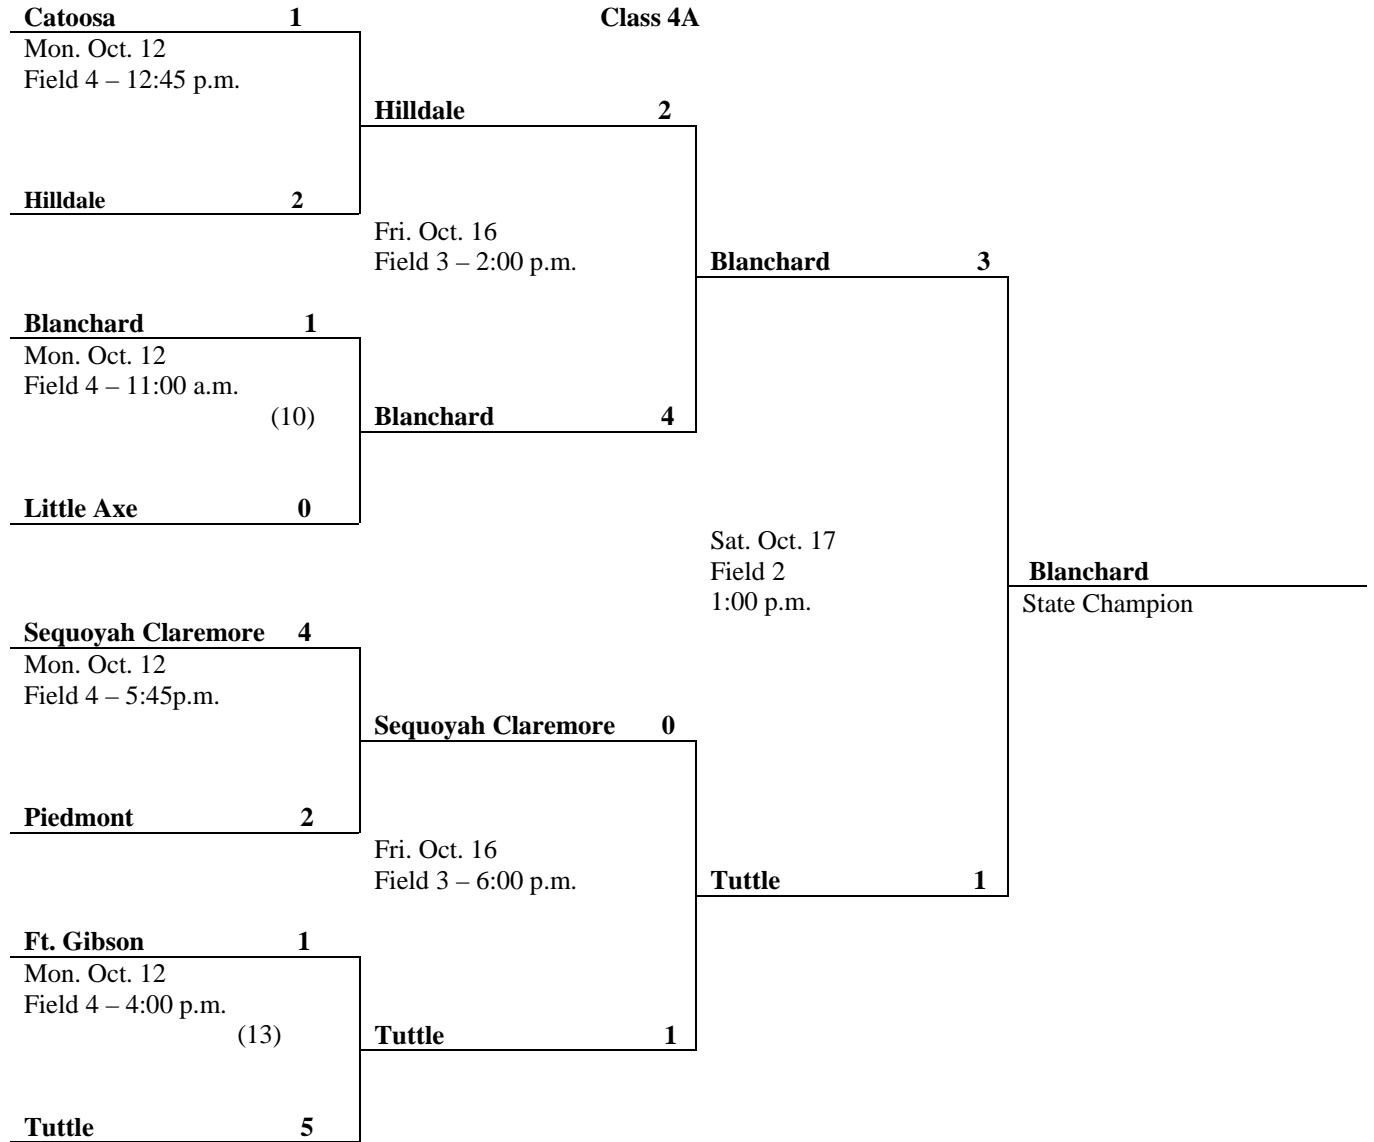 Catoosa 1
Class 4A
Mon. Oct. 12
Field 4 – 12:45 p.m.
Hilldale 2
Hilldale 2
Fri. Oct. 16
Field 3 – 2:00 p.m.
Blanchard 3
Blanchard 1
Mon. Oct. 12
Field 4 – 11:00 a.m.
(10)
Blanchard 4
Little Axe 0
Sat. Oct. 17
Field 2
1:00 p.m.
Blanchard
State Champion
Sequoyah Claremore 4
Mon. Oct. 12
Field 4 – 5:45p.m.
Sequoyah Claremore 0
Piedmont 2
Fri. Oct. 16
Field 3 – 6:00 p.m.
Tuttle 1
Ft. Gibson 1
Mon. Oct. 12
Field 4 – 4:00 p.m.
(13)
Tuttle 1
Tuttle 5